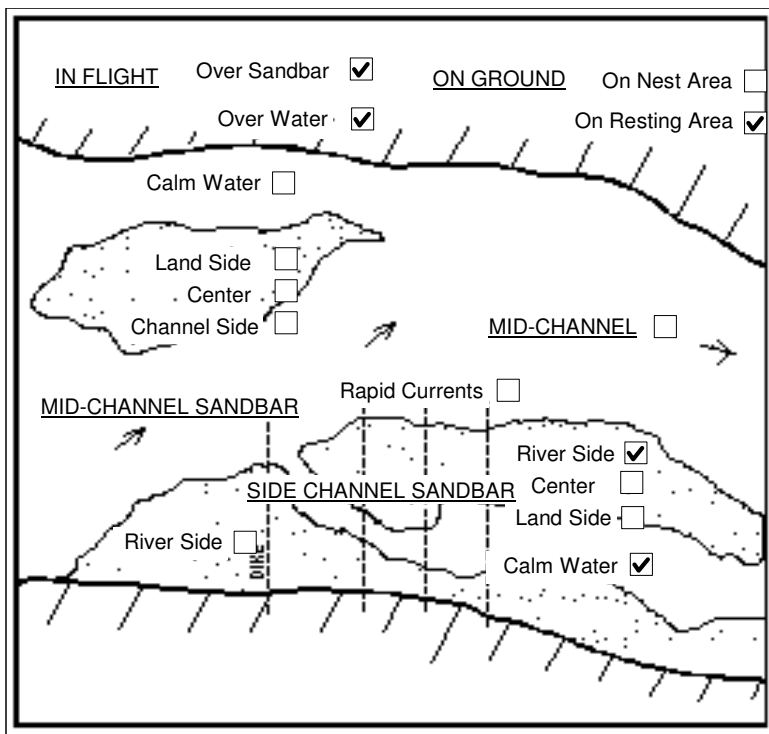 IN FLIGHT Over Sandbar ON GROUND On Nest Area
Over Water On Resting Area
Calm Water
Land Side
Center
Channel Side
MID-CHANNEL
Rapid Currents
MID-CHANNEL SANDBAR
River Side
SIDE CHANNEL SANDBAR Center
Land Side
River Side
DIKE
Calm Water